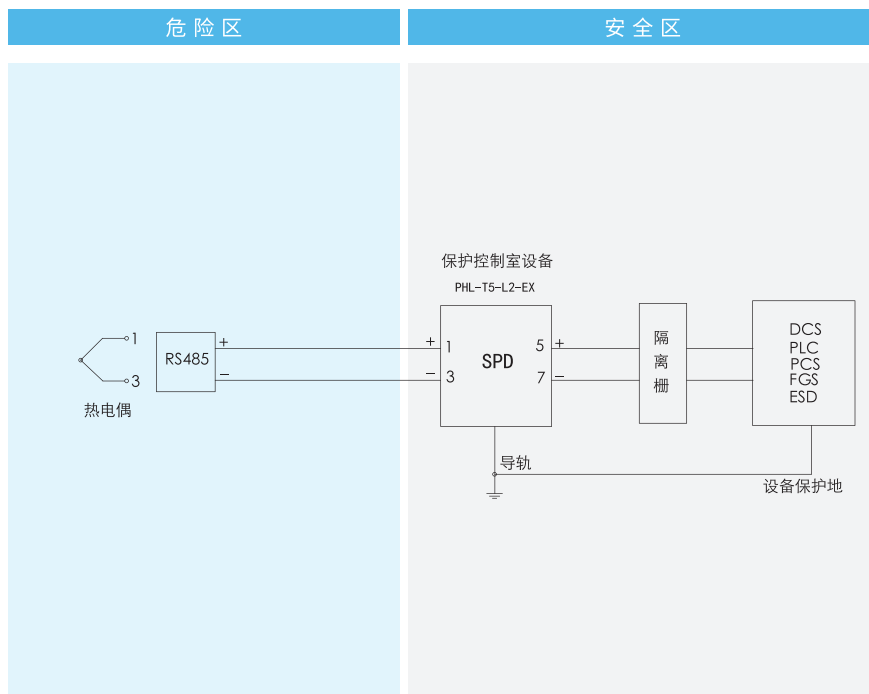 危险区
安全区
保护控制室设备
PHL-T5-L2-EX
1
3
热电偶
RS485
+
−
+
−
1
3
SPD
5
7
+
−
隔
离
栅
DCS
PLC
PCS
FGS
ESD
导轨
设备保护地